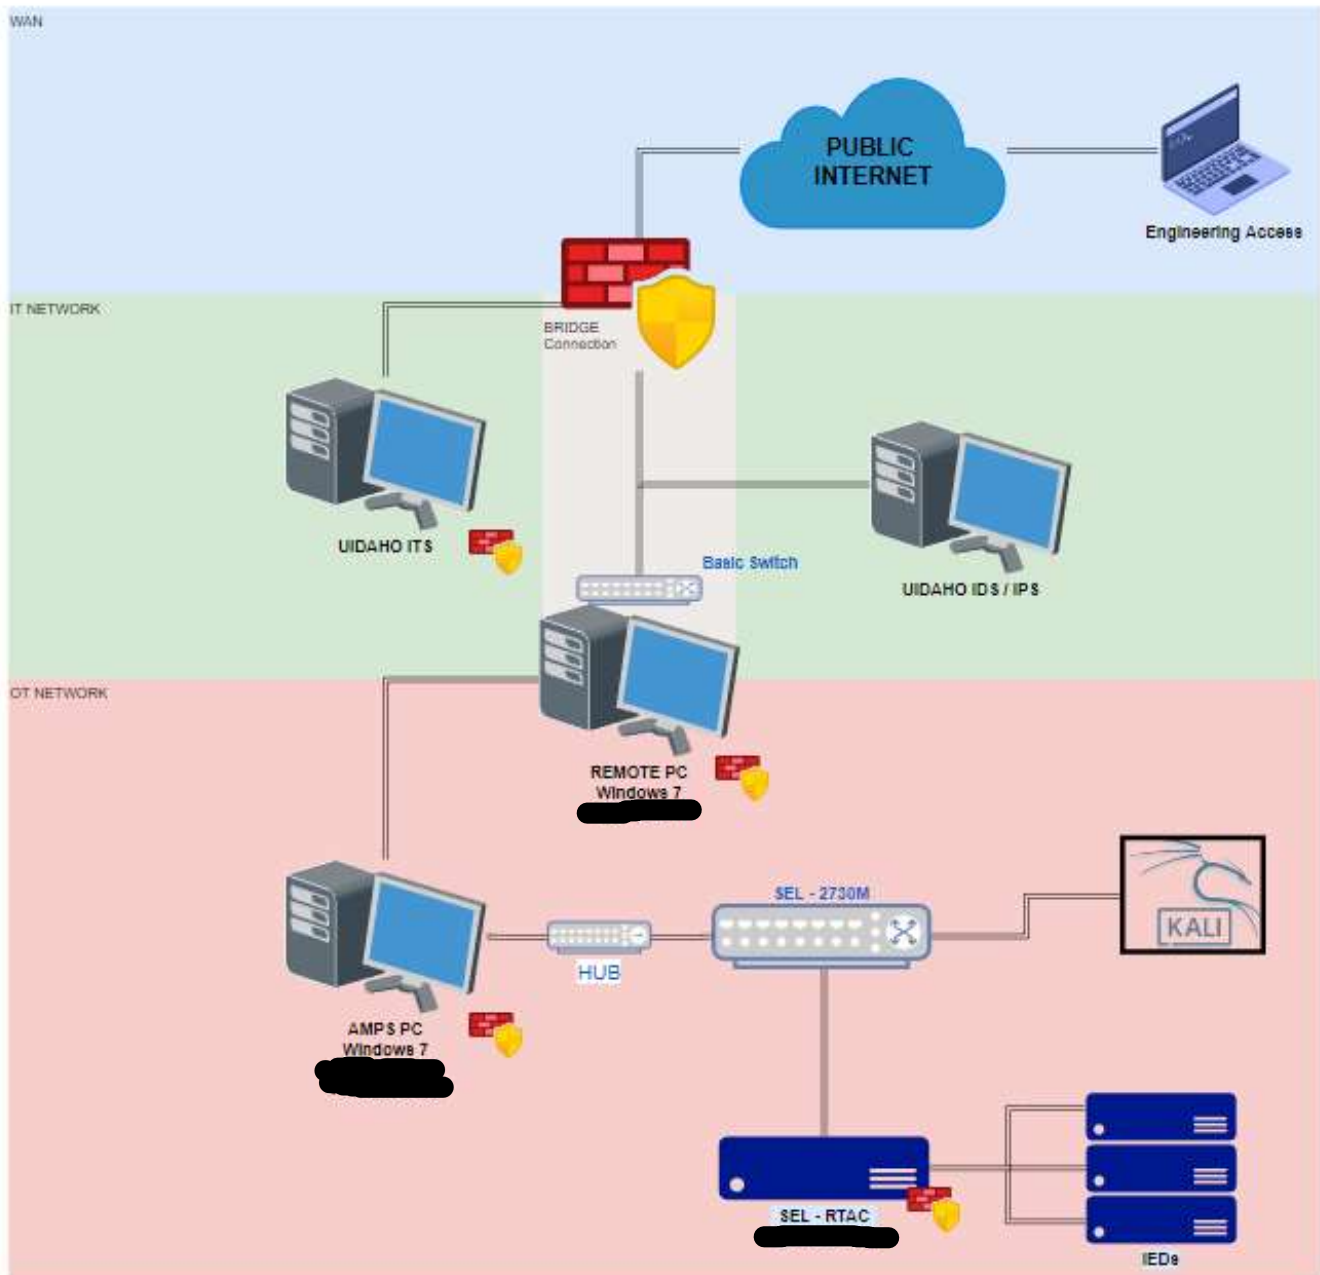 WAN
PUBLIC
INTERNET
Engineering Access
IT NETWORK
BRIDGE
Connection
UIDAHO ITS
Basic Switch
UIDAHO IDS / IPS
OT NETWORK
REMOTE PC
Windows 7
SEL - 2730M
KALI
HUB
AMPS PC
Windows 7
SEL - RTAC
IEDs